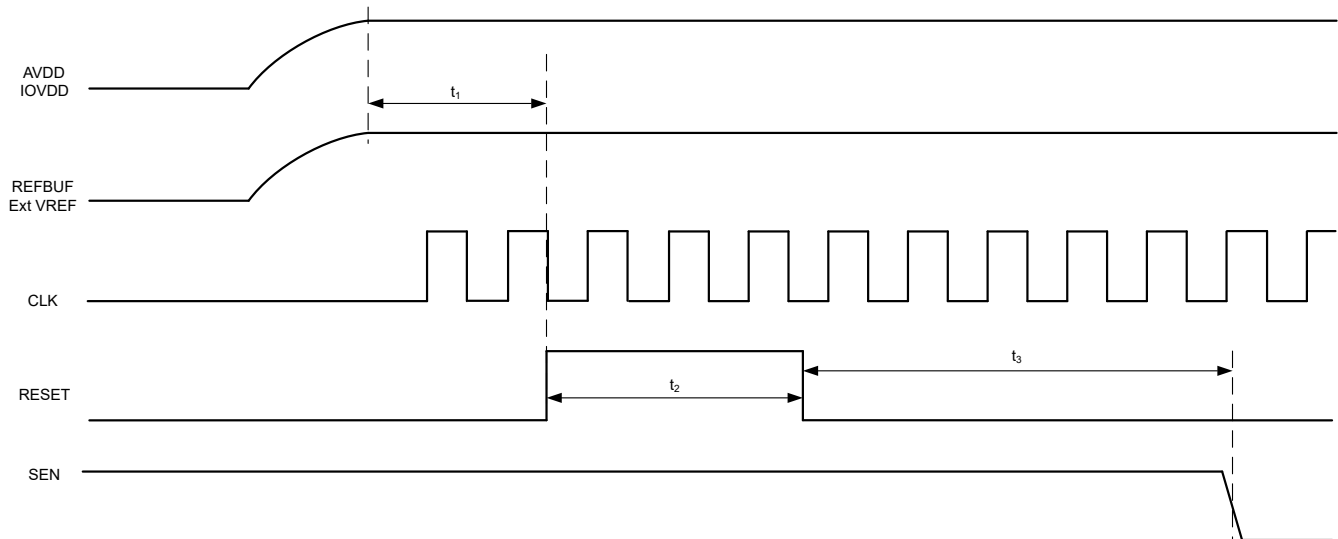 AVDD
IOVDD
t₁
REFBUF
Ext VREF
CLK
t₃
RESET
t₂
SEN